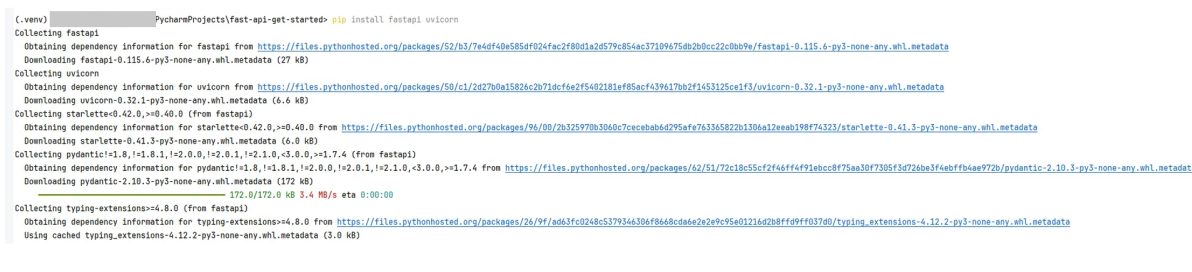 (.venv) PycharmProjects\fast-api-get-started> pip install fastapi uvicorn
Collecting fastapi
Obtaining dependency information for fastapi from https://files.pythonhosted.org/packages/52/b3/7e4df40e585df024fac2f80d1a2d579c854ac37109675db2b0cc22c0bb9e/fastapi-0.115.6-py3-none-any.whl.metadata
Downloading fastapi-0.115.6-py3-none-any.whl.metadata (27 kB)
Collecting uvicorn
Obtaining dependency information for uvicorn from https://files.pythonhosted.org/packages/50/c1/2d27b0a15826c2b71dcf6e2f5402181ef85acf439617bb2f1453125ce1f3/uvicorn-0.32.1-py3-none-any.whl.metadata
Downloading uvicorn-0.32.1-py3-none-any.whl.metadata (6.6 kB)
Collecting starlette<0.42.0,>=0.40.0 (from fastapi)
Obtaining dependency information for starlette<0.42.0,>=0.40.0 from https://files.pythonhosted.org/packages/96/00/2b325970b3060c7cecebab6d295afe763365822b1306a12eeab198f74323/starlette-0.41.3-py3-none-any.whl.metadata
Downloading starlette-0.41.3-py3-none-any.whl.metadata (6.0 kB)
Collecting pydantic!=1.8,!=1.8.1,!=2.0.0,!=2.0.1,!=2.1.0,<3.0.0,>=1.7.4 (from fastapi)
Obtaining dependency information for pydantic!=1.8,!=1.8.1,!=2.0.0,!=2.0.1,!=2.1.0,<3.0.0,>=1.7.4 from https://files.pythonhosted.org/packages/62/51/72c18c55cf2f46ff4f91ebcc8f75aa30f7305f3d726be3f4ebffb4ae972b/pydantic-2.10.3-py3-none-any.whl.metadat
Downloading pydantic-2.10.3-py3-none-any.whl.metadata (172 kB)
172.0/172.0 kB 3.4 MB/s eta 0:00:00
Collecting typing-extensions>=4.8.0 (from fastapi)
Obtaining dependency information for typing-extensions>=4.8.0 from https://files.pythonhosted.org/packages/26/9f/ad63fc0248c5379346306f8668cda6e2e2e9c95e01216d2b8ffd9ff037d0/typing_extensions-4.12.2-py3-none-any.whl.metadata
Using cached typing_extensions-4.12.2-py3-none-any.whl.metadata (3.0 kB)